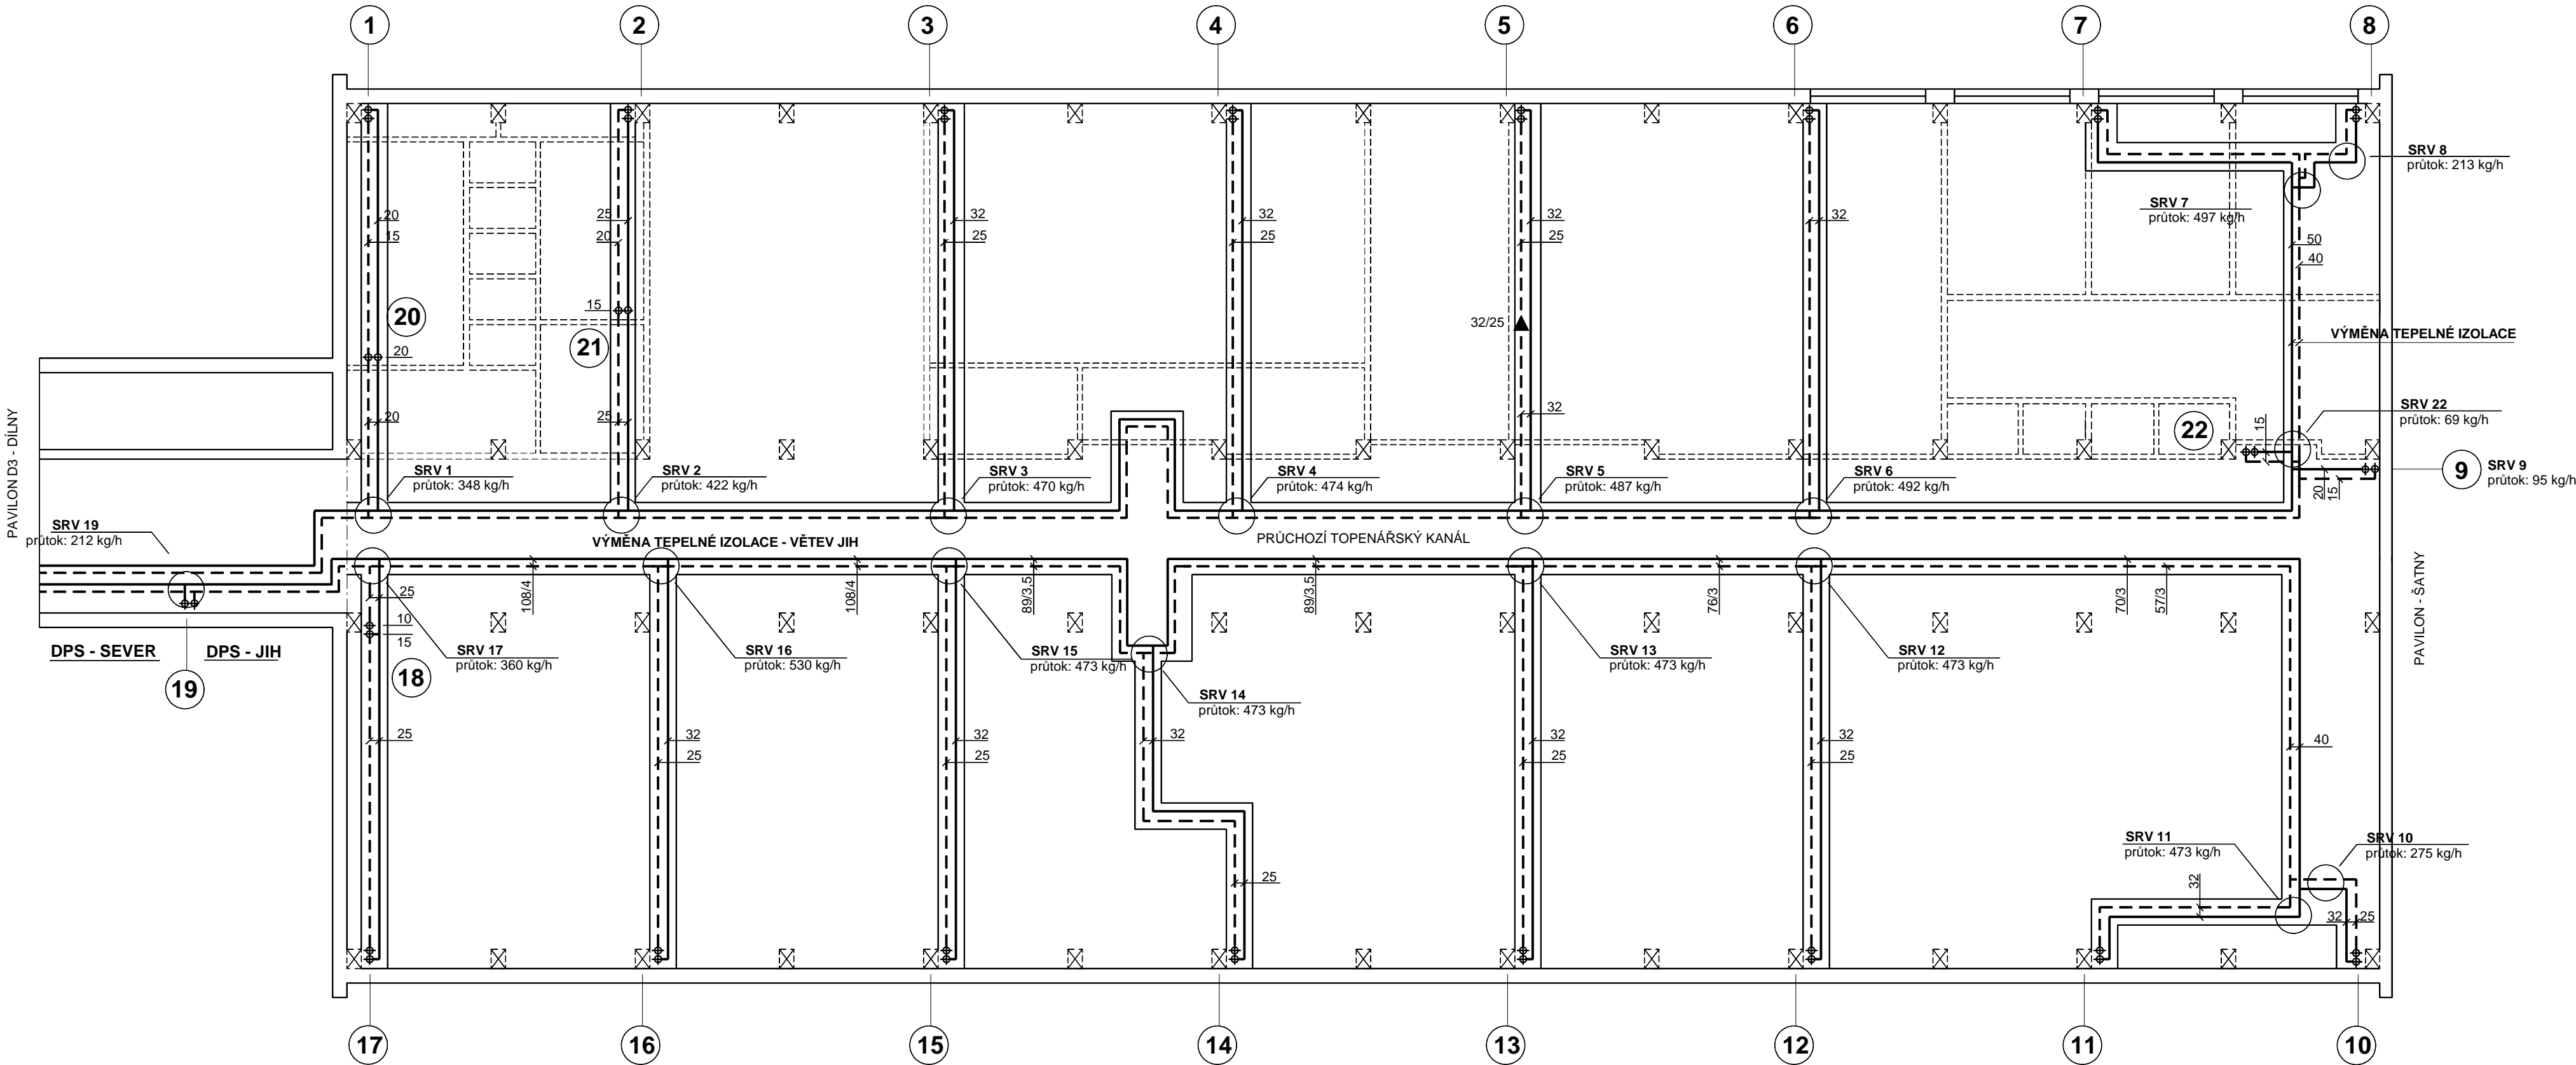 1
2
3
4
5
6
7
8
SRV 8
průtok: 213 kg/h
SRV 7
průtok: 497 kg/h
20
15
25
20
32
25
32
25
32
25
32
50
40
15
20
21
32/25
VÝMĚNA TEPELNÉ IZOLACE
20
20
25
32
22
15
SRV 22
průtok: 69 kg/h
PAVILON D3 - DÍLNY
SRV 1
průtok: 348 kg/h
SRV 2
průtok: 422 kg/h
SRV 3
průtok: 470 kg/h
SRV 4
průtok: 474 kg/h
SRV 5
průtok: 487 kg/h
SRV 6
průtok: 492 kg/h
9
SRV 9
průtok: 95 kg/h
20
15
SRV 19
průtok: 212 kg/h
VÝMĚNA TEPELNÉ IZOLACE - VĚTEV JIH
PRŮCHOZÍ TOPENÁŘSKÝ KANÁL
25
10
15
108/4
108/4
89/3,5
89/3,5
76/3
70/3
57/3
PAVILON - ŠATNY
DPS - SEVER
DPS - JIH
19
18
SRV 17
průtok: 360 kg/h
SRV 16
průtok: 530 kg/h
SRV 15
průtok: 473 kg/h
SRV 14
průtok: 473 kg/h
SRV 13
průtok: 473 kg/h
SRV 12
průtok: 473 kg/h
25
32
25
32
25
32
32
25
32
25
40
SRV 11
průtok: 473 kg/h
SRV 10
průtok: 275 kg/h
25
32
32
25
17
16
15
14
13
12
11
10